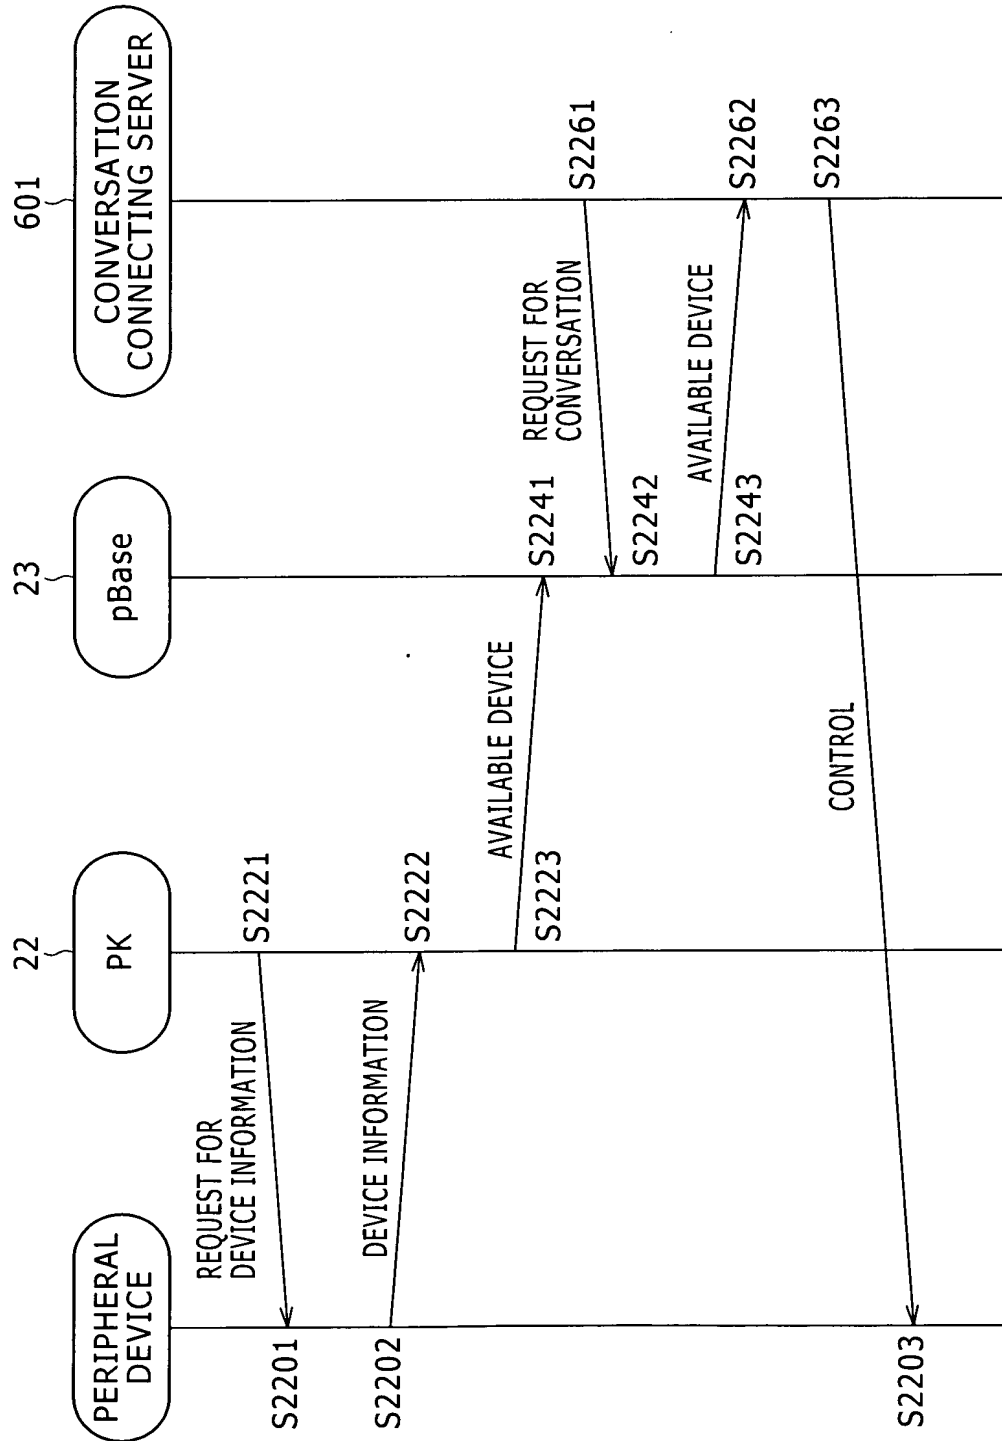 PERIPHERAL
DEVICE
22
PK
23
pBase
601
CONVERSATION
CONNECTING SERVER
S2221
REQUEST FOR
DEVICE INFORMATION
S2201
S2202
DEVICE INFORMATION
S2222
S2223
AVAILABLE DEVICE
S2241
S2261
REQUEST FOR
CONVERSATION
S2242
S2243
AVAILABLE DEVICE
S2262
S2263
CONTROL
S2203